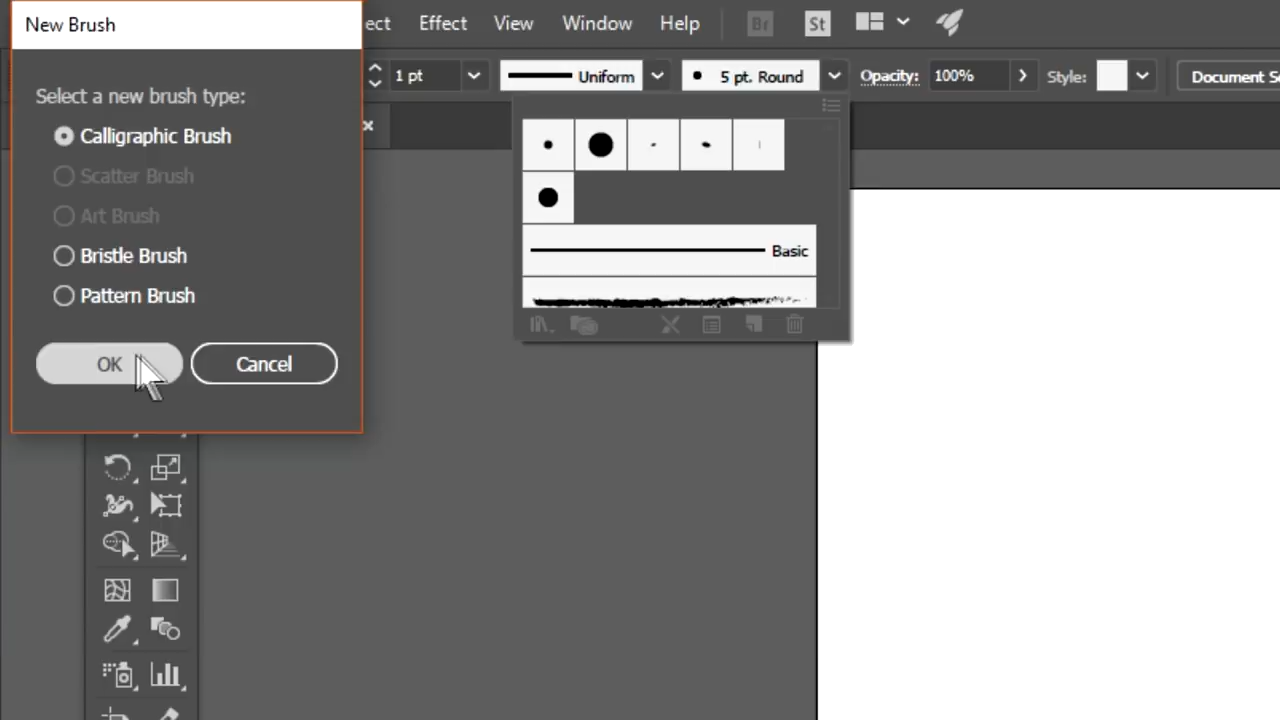 New Brush
ect Effect View Window Help Br St
Select a new brush type:
Calligraphic Brush
Scatter Brush
Art Brush
Bristle Brush
Pattern Brush
OK Cancel
1 pt Uniform 5 pt. Round Opacity: 100% Style: Document Se
Basic